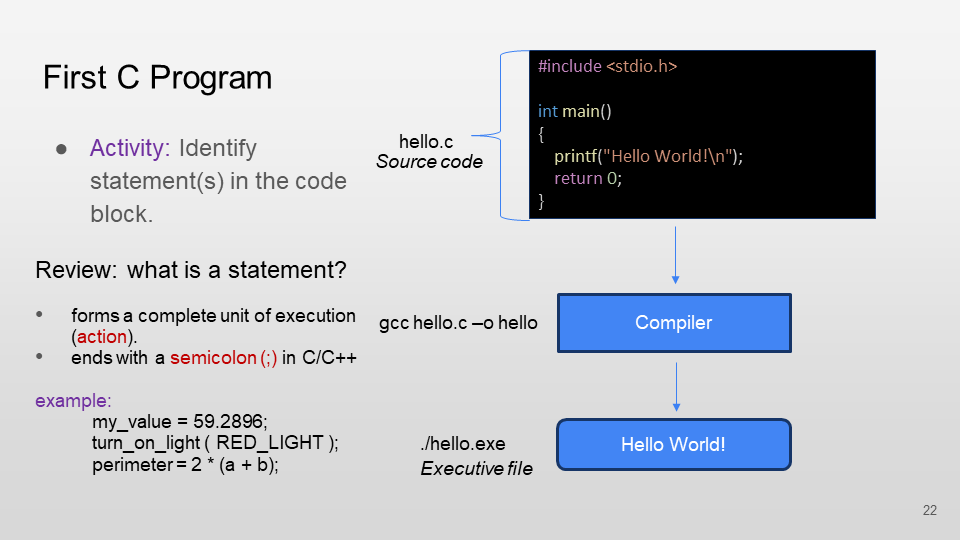 First C Program
● Activity: Identify
statement(s) in the code
block.
Review: what is a statement?
• forms a complete unit of execution
(action).
• ends with a semicolon (;) in C/C++
example:
my_value = 59.2896;
turn_on_light ( RED_LIGHT );
perimeter = 2 * (a + b);
hello.c
Source code
#include <stdio.h>
int main()
{
printf("Hello World!\n");
return 0;
}
gcc hello.c –o hello
Compiler
./hello.exe
Executive file
Hello World!
22